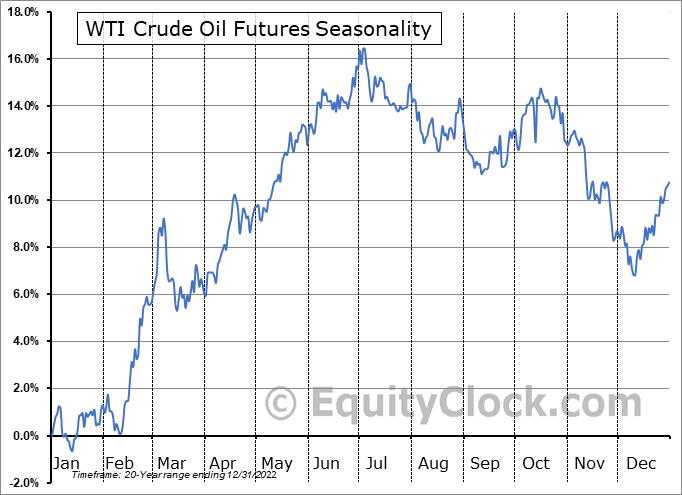 18.0%
WTI Crude Oil Futures Seasonality
16.0%
14.0%
12.0%
10.0%
8.0%
6.0%
4.0%
2.0%
© EquityClock.com
0.0%
Jan Feb Mar Apr May Jun Jul Aug Sep Oct Nov Dec
Timeframe: 20-Year range ending 12/31/2022
-2.0%